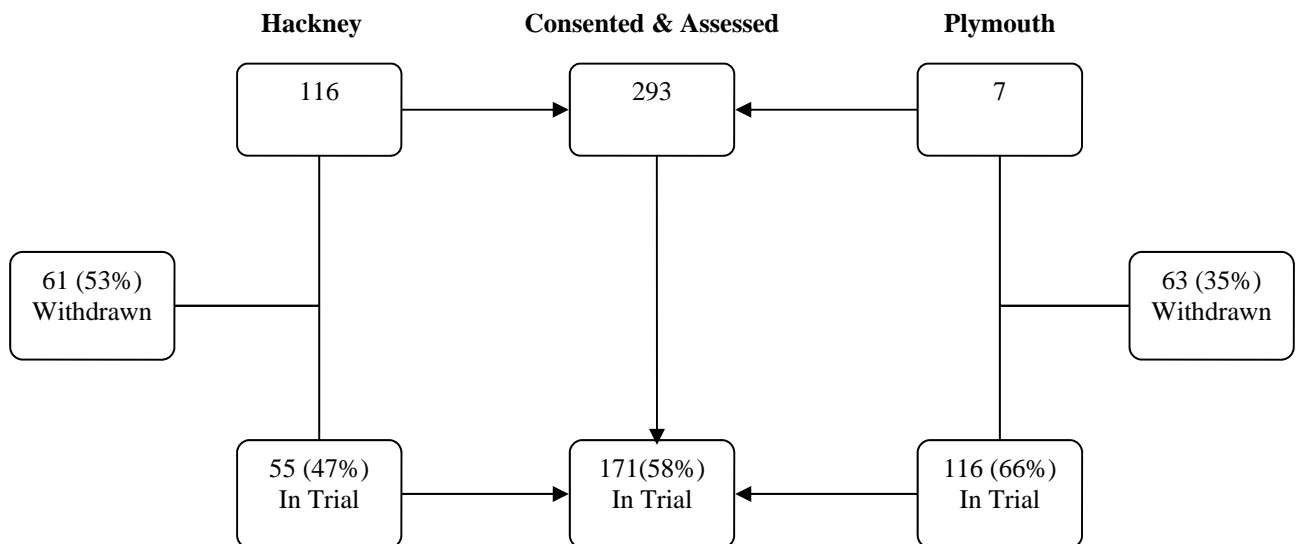 Hackney
Consented & Assessed
Plymouth
116
293
7
61 (53%)
Withdrawn
63 (35%)
Withdrawn
55 (47%)
In Trial
171(58%)
In Trial
116 (66%)
In Trial